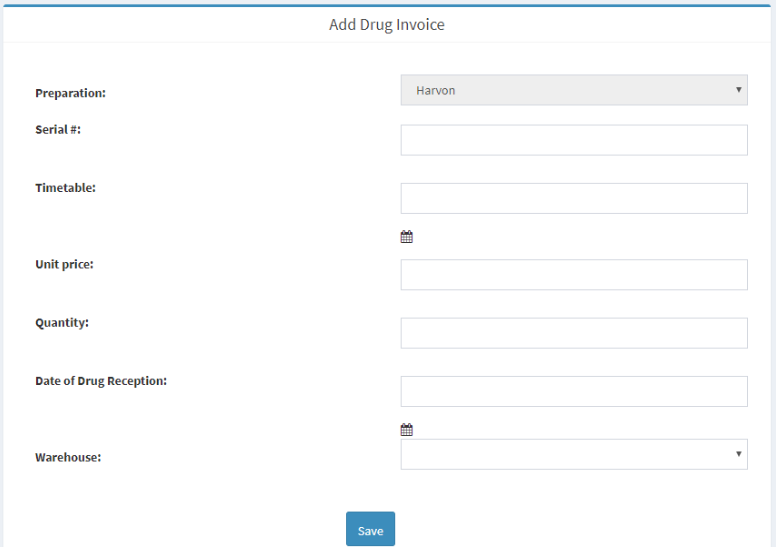 Add Drug Invoice
Preparation:
Harvon
Serial #:
Timetable:
Unit price:
Quantity:
Date of Drug Reception:
Warehouse:
Save